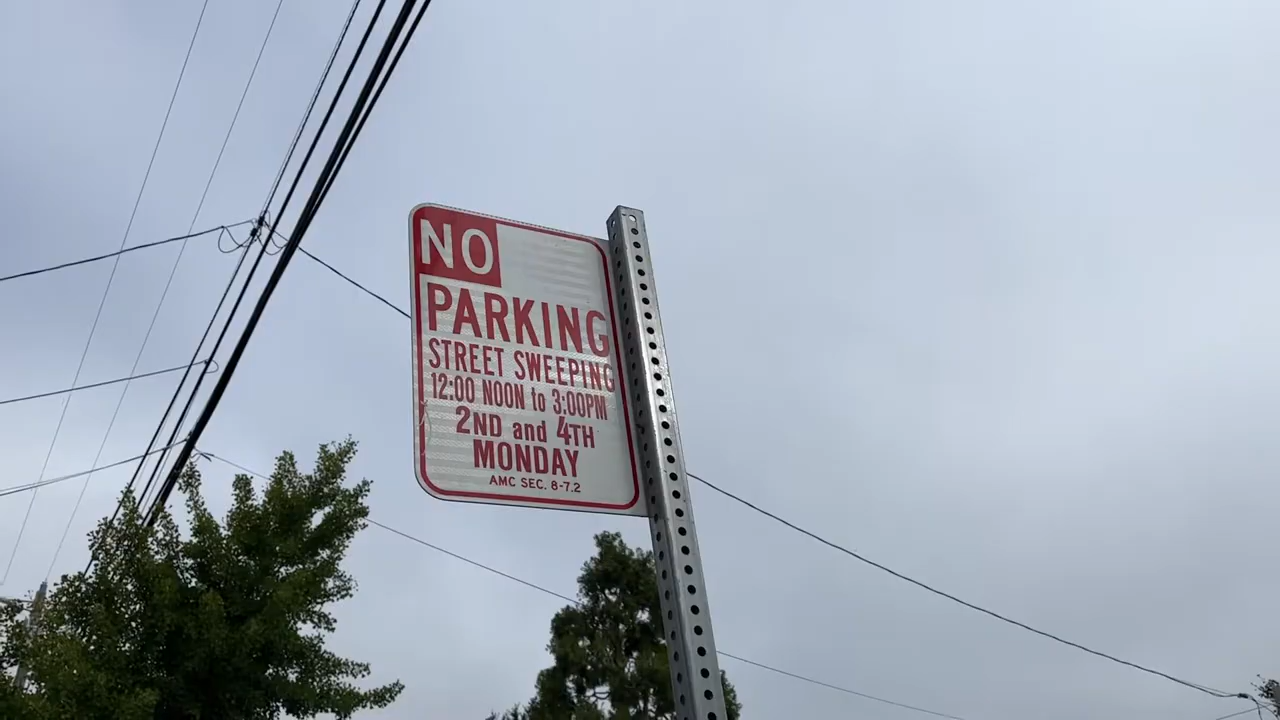 NO
PARKING
STREET SWEEPING
12:00 NOON to 3:00PM
2ND and 4TH
MONDAY
AMC SEC. 8-7.2